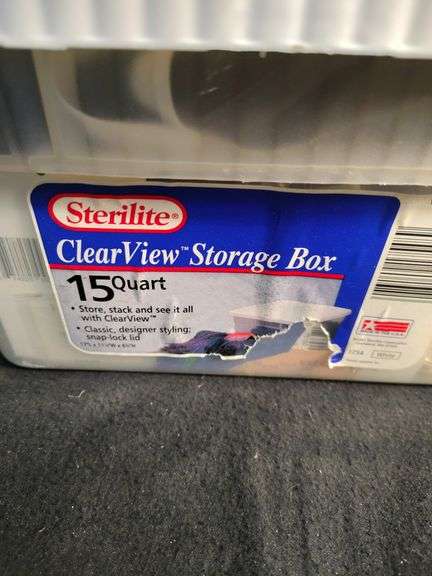 Sterilite®
ClearView™ Storage Box
15 Quart
• Store, stack and see it all
with ClearView™
• Classic, designer styling;
snap-lock lid
White